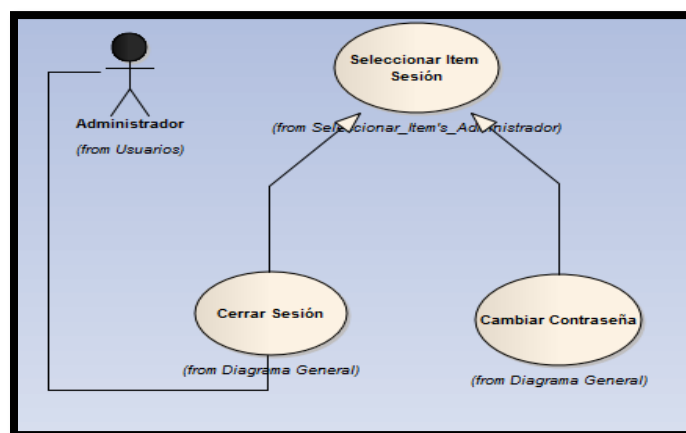 Seleccionar Item
Sesión
(from Seleccionar_Item's_Administrador)
Administrador
(from Usuarios)
Cerrar Sesión
(from Diagrama General)
Cambiar Contraseña
(from Diagrama General)